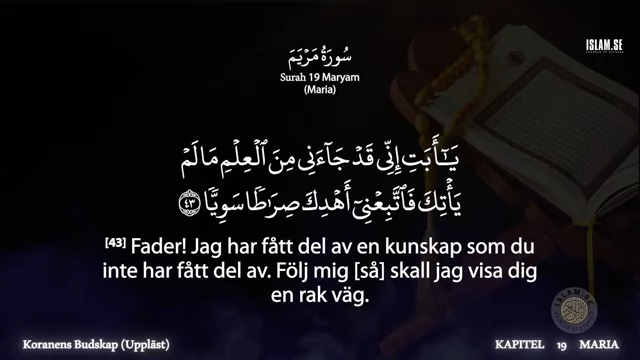 ISLAM.SE
سُورَةُ مَرْيَمَ
Surah 19 Maryam
(Maria)
يَـٰٓأَبَتِ إِنِّى قَدْ جَآءَنِى مِنَ ٱلْعِلْمِ مَا لَمْ
يَأْتِكَ فَٱتَّبِعْنِىٓ أَهْدِكَ صِرَٰطًا سَوِيًّا ٤٣
[43] Fader! Jag har fått del av en kunskap som du
inte har fått del av. Följ mig [så] skall jag visa dig
en rak väg.
ISLAM.SE
Koranens Budskap (Uppläst)
KAPITEL 19 MARIA